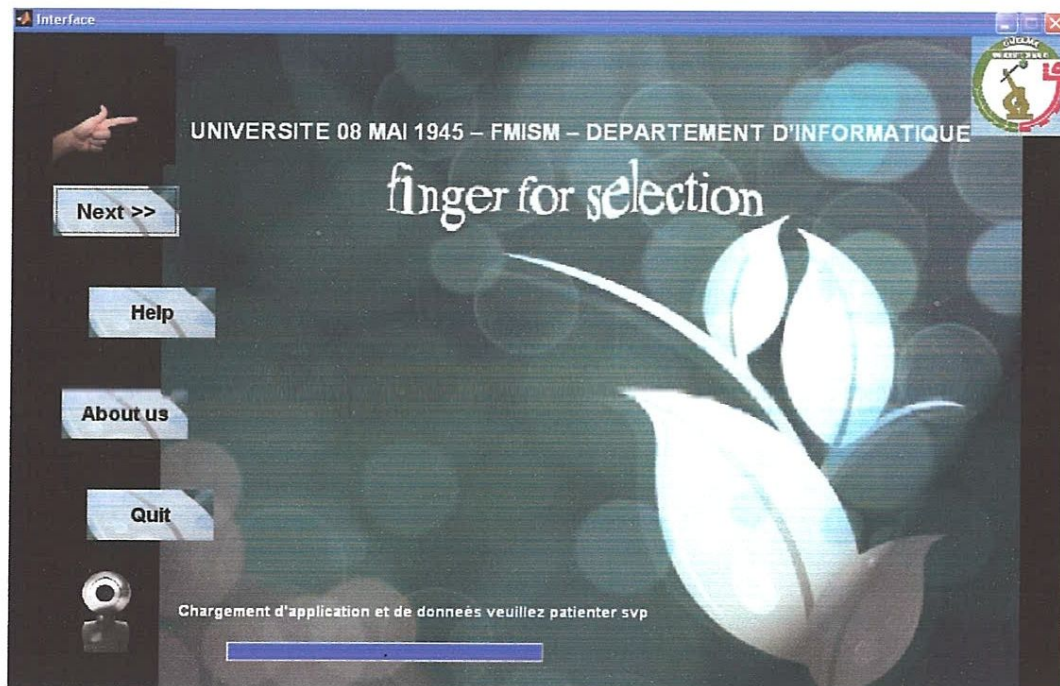 Interface
UNIVERSITE 08 MAI 1945 – FMISM – DEPARTEMENT D'INFORMATIQUE
finger for selection
Next >>
Help
About us
Quit
Chargement d'application et de donneés veuillez patienter svp